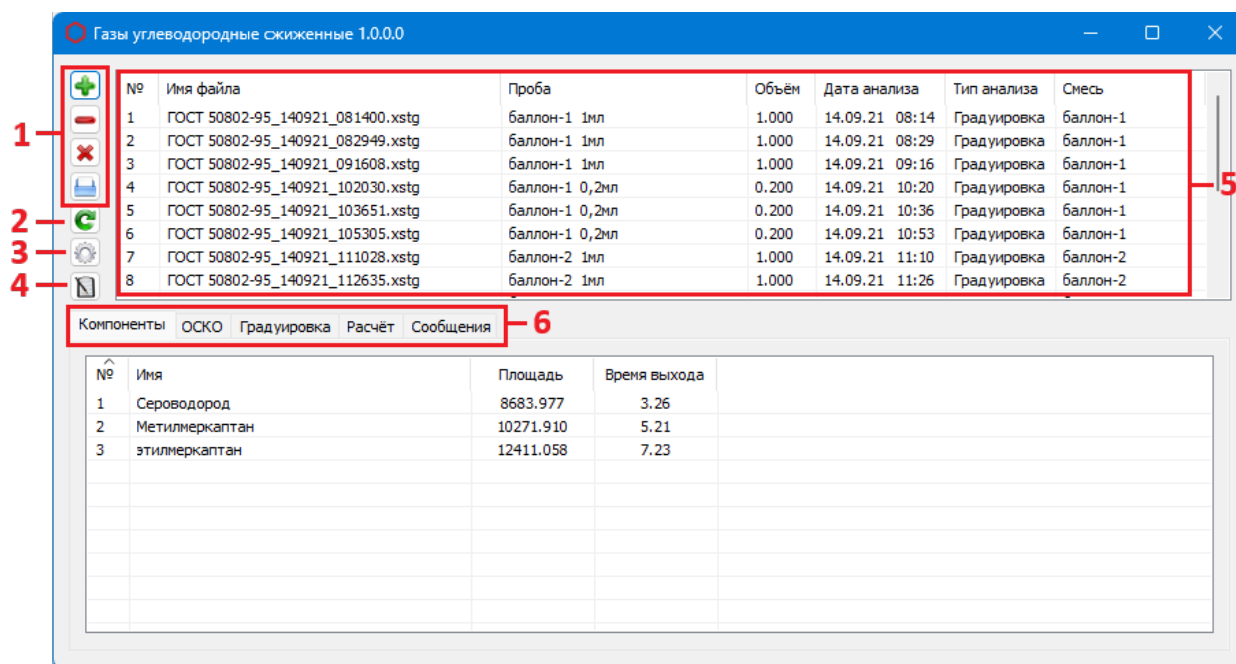 Газы углеводородные сжиженные 1.0.0.0
№ Имя файла Проба Объём Дата анализа Тип анализа Смесь
1 ГОСТ 50802-95_140921_081400.xstg баллон-1 1мл 1.000 14.09.21 08:14 Градуировка баллон-1
1
2 ГОСТ 50802-95_140921_082949.xstg баллон-1 1мл 1.000 14.09.21 08:29 Градуировка баллон-1
3 ГОСТ 50802-95_140921_091608.xstg баллон-1 1мл 1.000 14.09.21 09:16 Градуировка баллон-1
4 ГОСТ 50802-95_140921_102030.xstg баллон-1 0,2мл 0.200 14.09.21 10:20 Градуировка баллон-1
5
5 ГОСТ 50802-95_140921_103651.xstg баллон-1 0,2мл 0.200 14.09.21 10:36 Градуировка баллон-1
2
6 ГОСТ 50802-95_140921_105305.xstg баллон-1 0,2мл 0.200 14.09.21 10:53 Градуировка баллон-1
3
7 ГОСТ 50802-95_140921_111028.xstg баллон-2 1мл 1.000 14.09.21 11:10 Градуировка баллон-2
4
8 ГОСТ 50802-95_140921_112635.xstg баллон-2 1мл 1.000 14.09.21 11:26 Градуировка баллон-2
Компоненты ОСКО Градуировка Расчёт Сообщения 6
№ Имя Площадь Время выхода
1 Сероводород 8683.977 3.26
2 Метилмеркаптан 10271.910 5.21
3 этилмеркаптан 12411.058 7.23